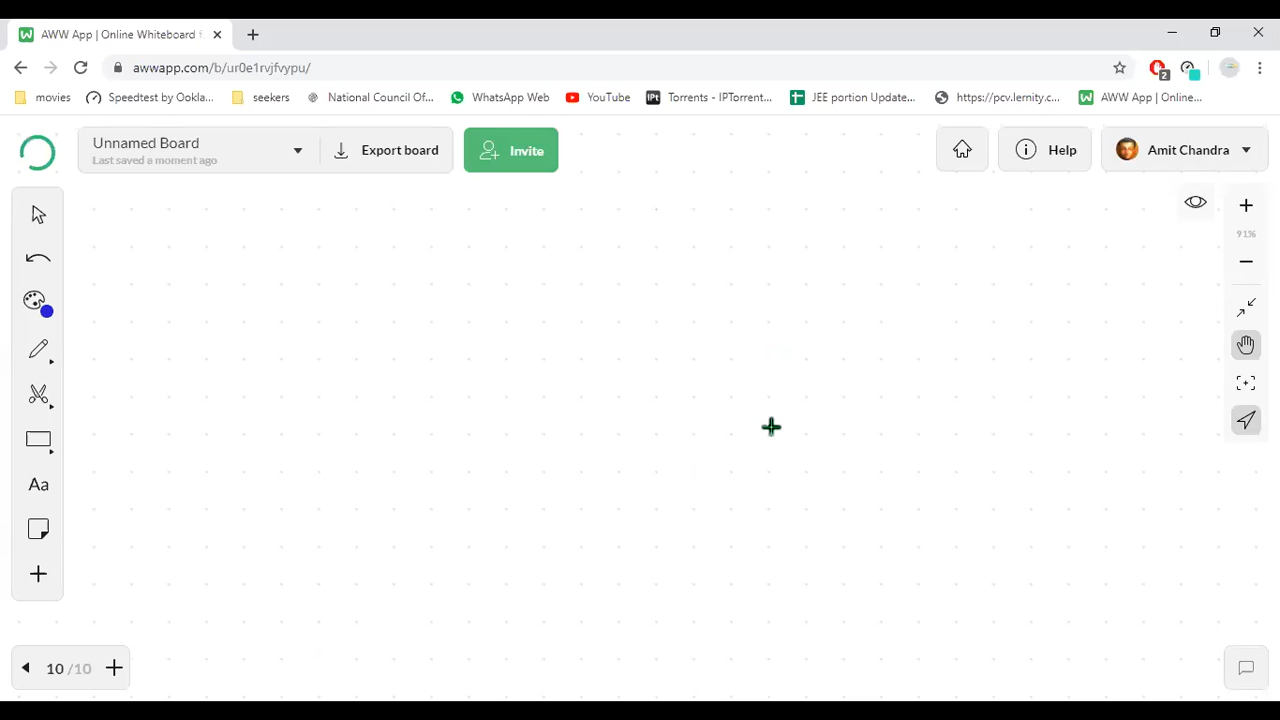 AWW App | Online Whiteboard f
awwapp.com/b/ur0e1rvjfvypu/
2
movies
Speedtest by Ookla...
seekers
National Council Of...
WhatsApp Web
YouTube
IPt
Torrents - IPTorrent...
JEE portion Update...
https://pcv.lernity.c...
AWW App | Online...
Unnamed Board
Last saved a moment ago
Export board
Invite
Help
Amit Chandra
91%
Aa
10 /10